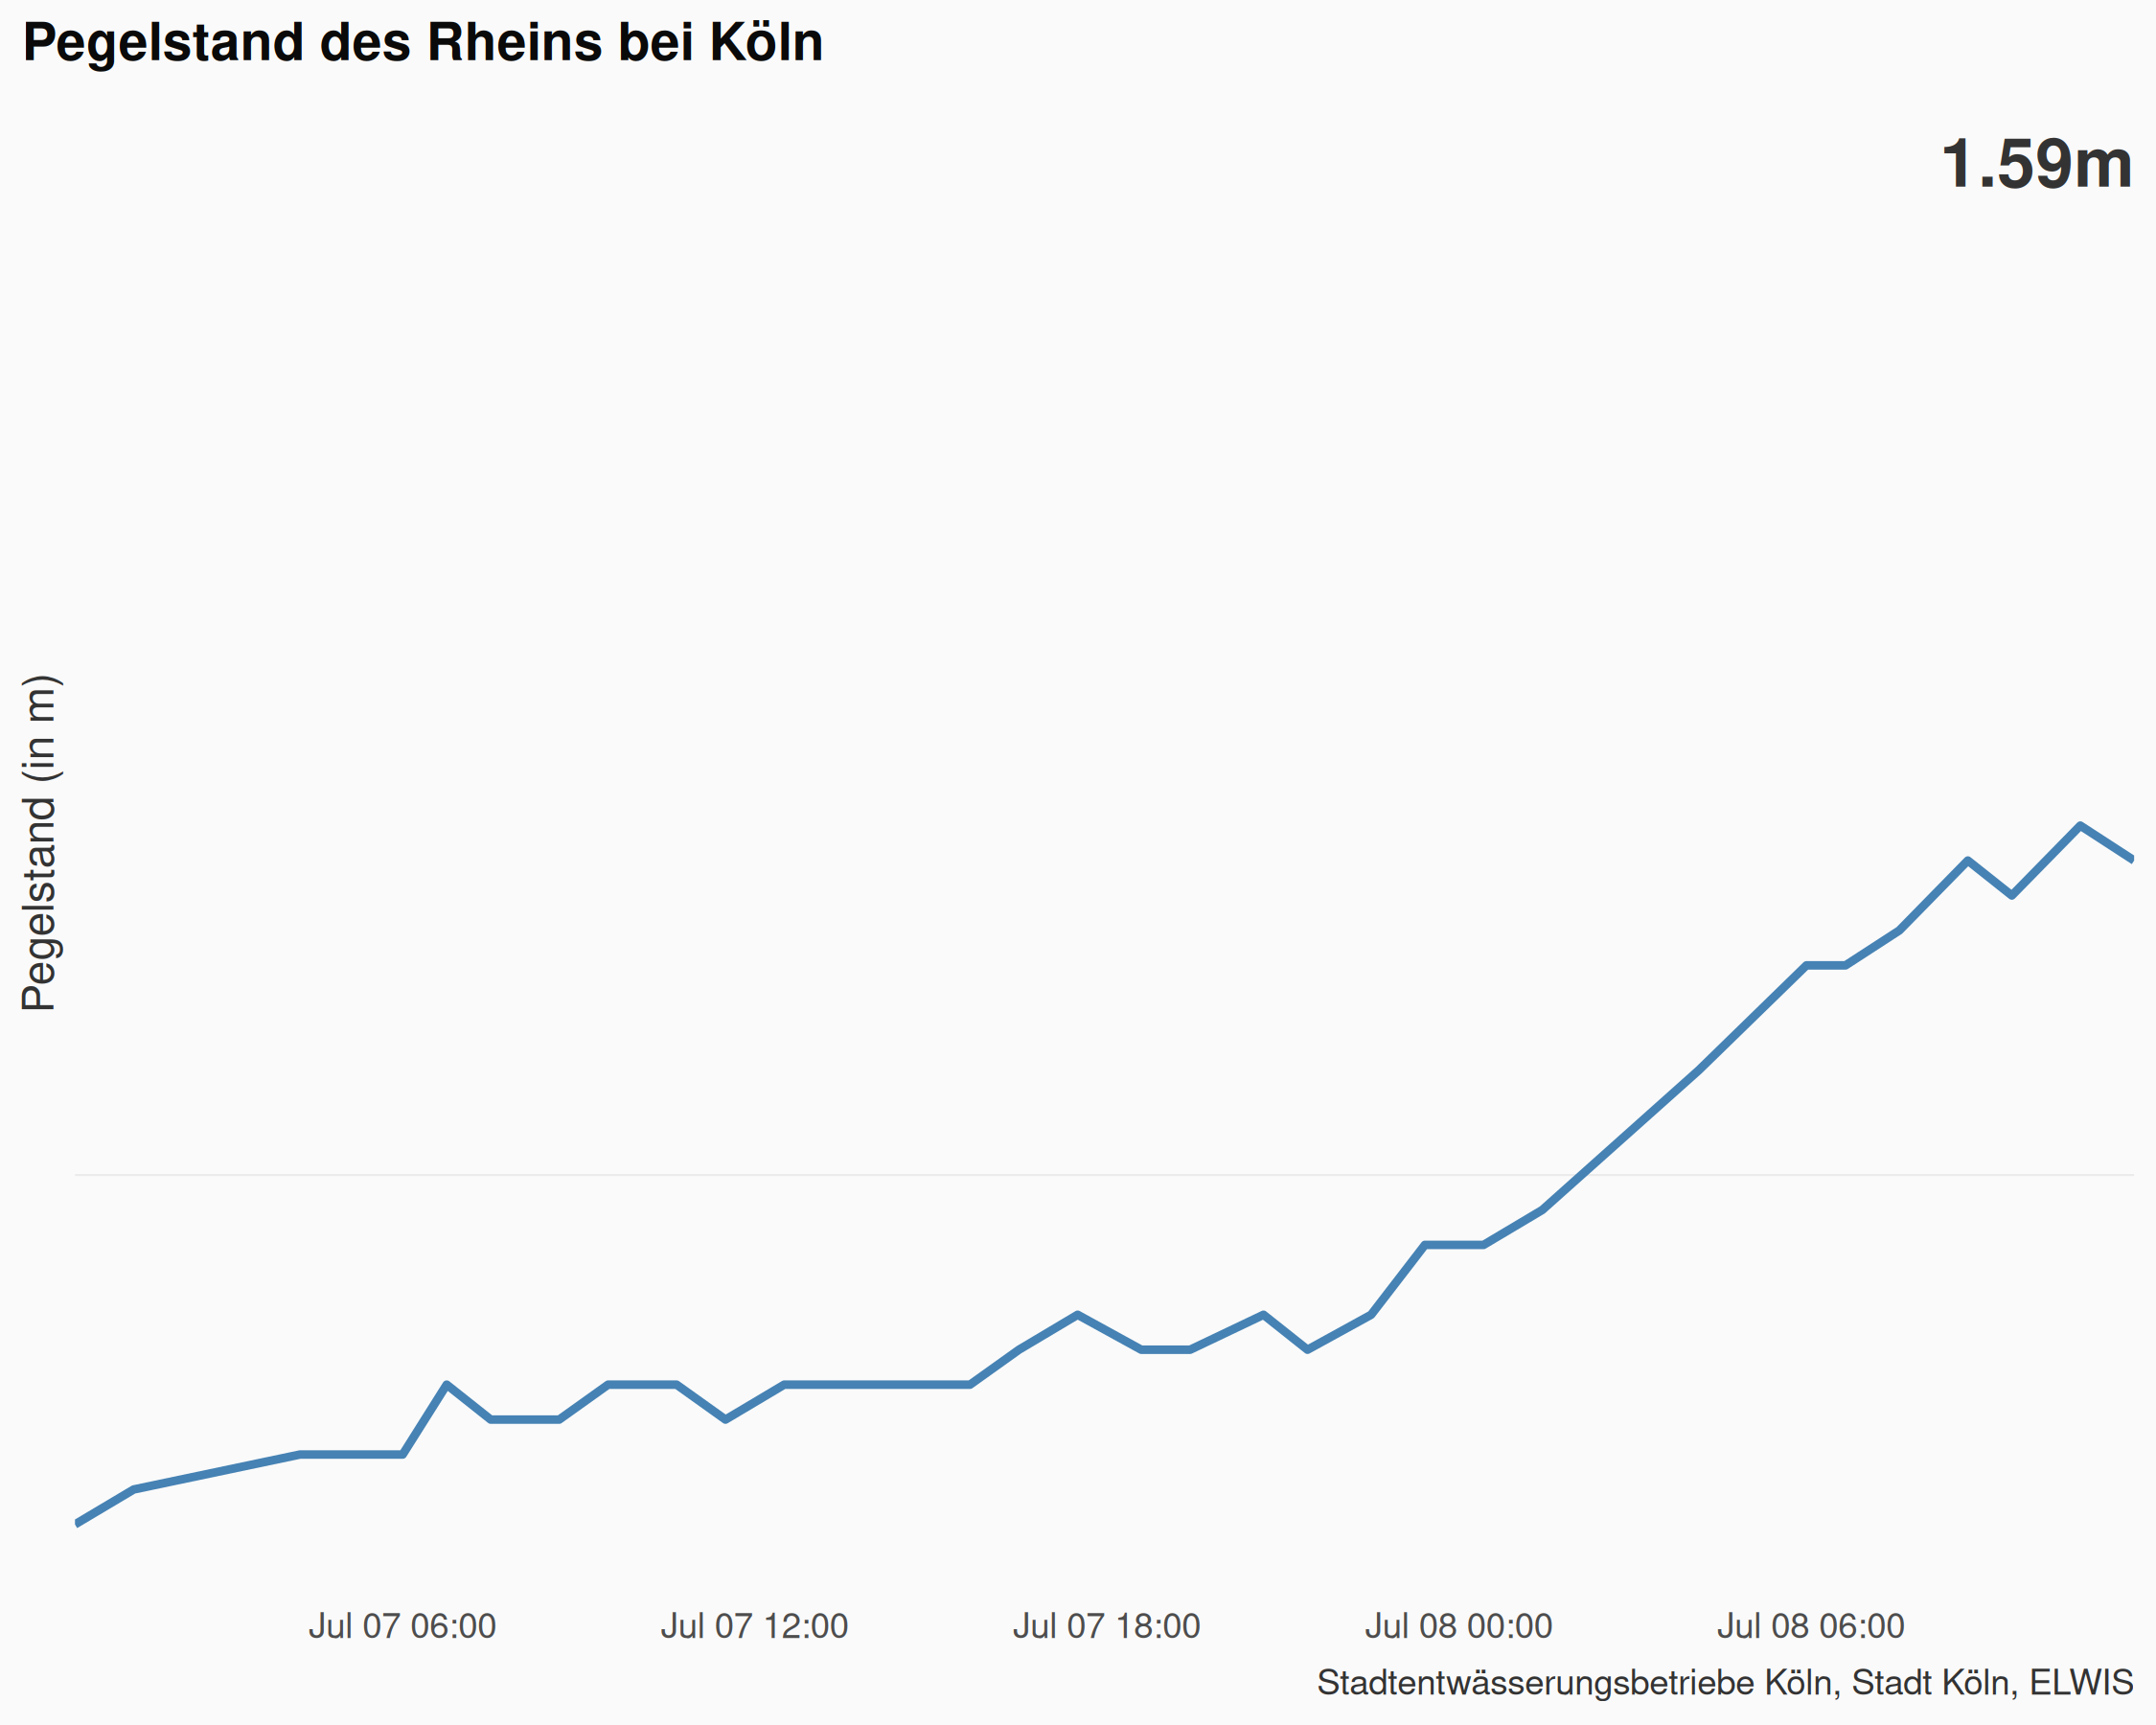 Pegelstand des Rheins bei Köln
1.59m
Pegelstand (in m)
Jul 07 06:00
Jul 07 12:00
Jul 07 18:00
Jul 08 00:00
Jul 08 06:00
Stadtentwässerungsbetriebe Köln, Stadt Köln, ELWIS